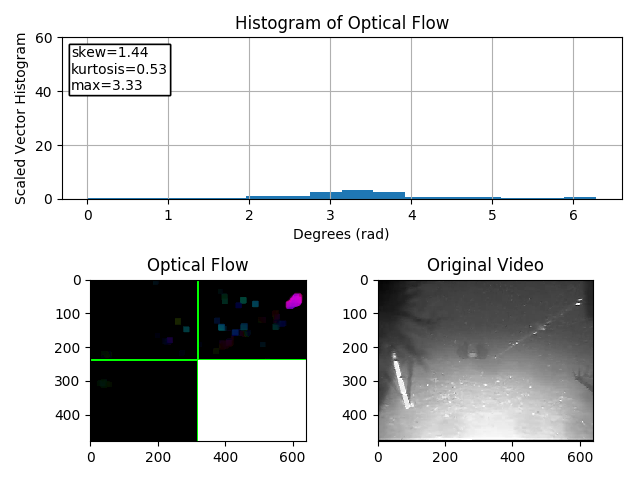 Histogram of Optical Flow
Scaled Vector Histogram
60
40
20
0
skew=1.44
kurtosis=0.53
max=3.33
0 1 2 3 4 5 6
Degrees (rad)
Optical Flow
0
100
200
300
400
0 200 400 600
Original Video
0
100
200
300
400
0 200 400 600